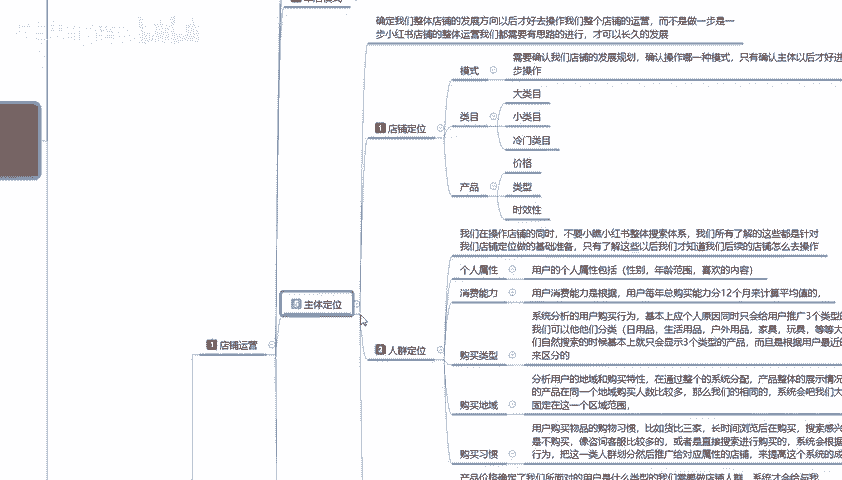 确定我们整体店铺的发展方向以后才好去操作我们整个店铺的运营，而不是做一步是一
步小红书店铺的整体运营我们都需要有思路的进行，才可以长久的发展
模式
需要确认我们店铺的发展规划，确认操作哪一种模式，只有确认主体以后才好进
步操作
1 店铺定位
类目
大类目
小类目
冷门类目
产品
价格
类型
时效性
我们在操作店铺的同时，不要小瞧小红书整体搜索体系，我们所有了解的这些都是针对
我们店铺定位做的基础准备，只有了解这些以后我们才知道我们后续的店铺怎么去操作
个人属性
用户的个人属性包括（性别，年龄范围，喜欢的内容）
消费能力
用户消费能力是根据，用户每年总购买能力分12个月来计算平均值的，
主体定位
1 店铺运营
2 人群定位
购买类型
系统分析的用户购买行为，基本上应个人原因同时只会给用户推广3个类型的
我们可以他他们分类（日用品，生活用品，户外用品，家具，玩具，等等大
们自然搜索的时候基本上就只会显示3个类型的产品，而且是根据用户最近的
来区分的
购买地域
分析用户的地域和购买特性，在通过整个的系统分配，产品整体的展示情况
的产品在同一个地域购买人数比较多，那么我们的相同的，系统会吧我们大
固定在这一个区域范围，
购买习惯
用户购买物品的购物习惯，比如货比三家，长时间浏览后在购买，搜索感兴
是不购买，像咨词客服比较多的，或者是直接搜索进行购买的，系统会根据
行为，把这一类人群划分然后推广给对应属性的店铺，来提高这个系统的成